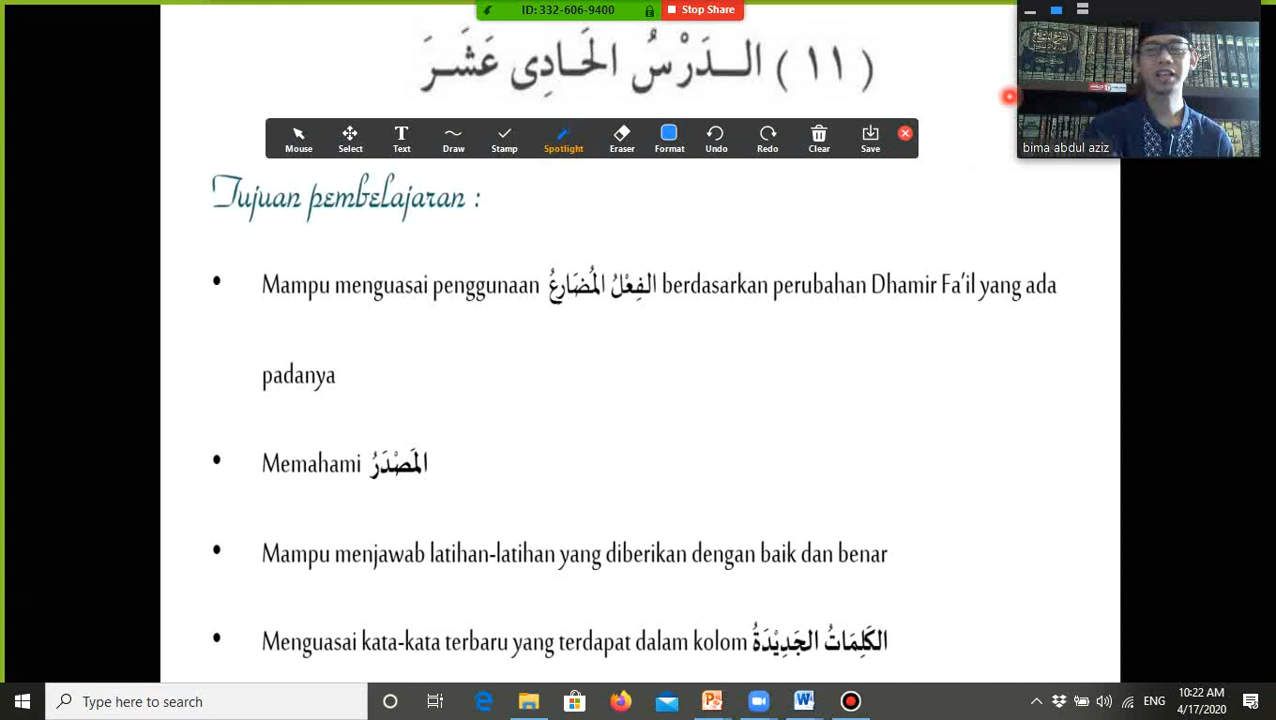 ID: 332-606-9400
Stop Share
( ١١ ) الـدَرْسُ الحَـادِى عَشَـرَ
Mouse
Select
Text
Draw
Stamp
Spotlight
Eraser
Format
Undo
Redo
Clear
Save
bima abdul aziz
Tujuan pembelajaran :
• Mampu menguasai penggunaan الفِعْلُ المُضَارِعُ berdasarkan perubahan Dhamir Fa'il yang ada
padanya
• Memahami المَصْدَرُ
• Mampu menjawab latihan-latihan yang diberikan dengan baik dan benar
• Menguasai kata-kata terbaru yang terdapat dalam kolom الكَلِمَاتُ الجَدِيْدَةُ
Type here to search
ENG
10:22 AM
4/17/2020